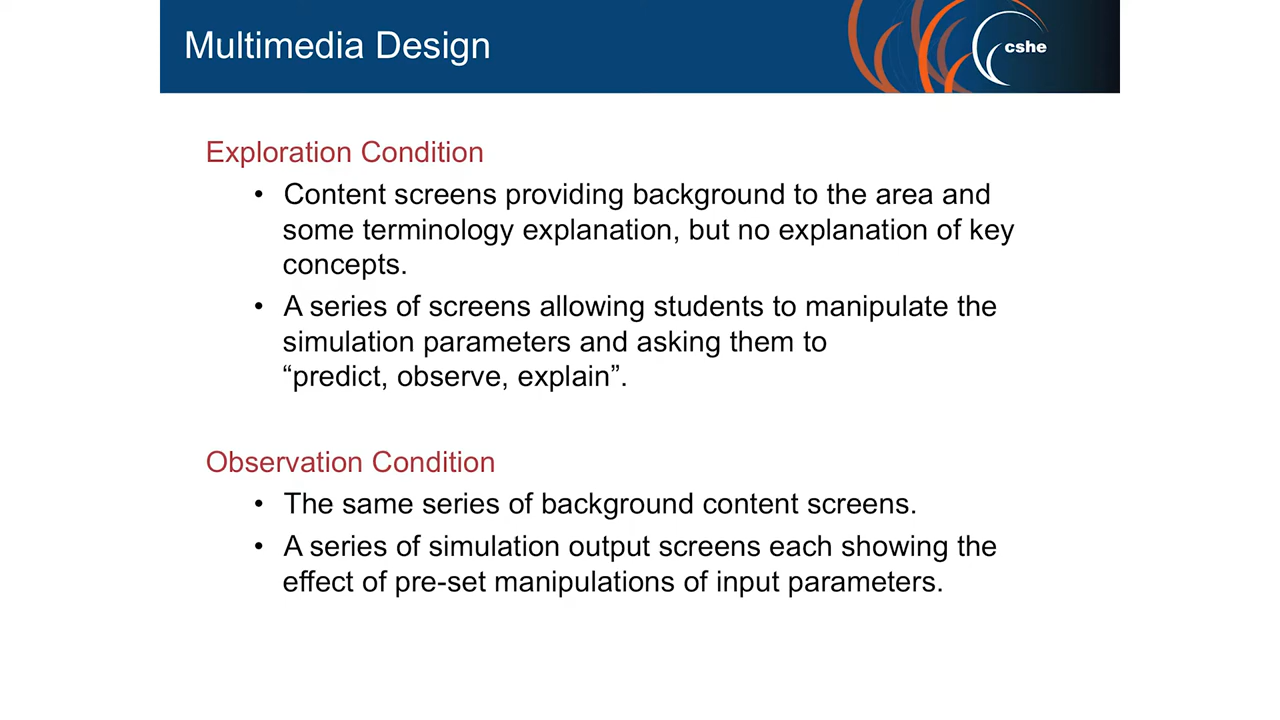 Multimedia Design
cshe
Exploration Condition
• Content screens providing background to the area and
some terminology explanation, but no explanation of key
concepts.
• A series of screens allowing students to manipulate the
simulation parameters and asking them to
“predict, observe, explain”.
Observation Condition
• The same series of background content screens.
• A series of simulation output screens each showing the
effect of pre-set manipulations of input parameters.